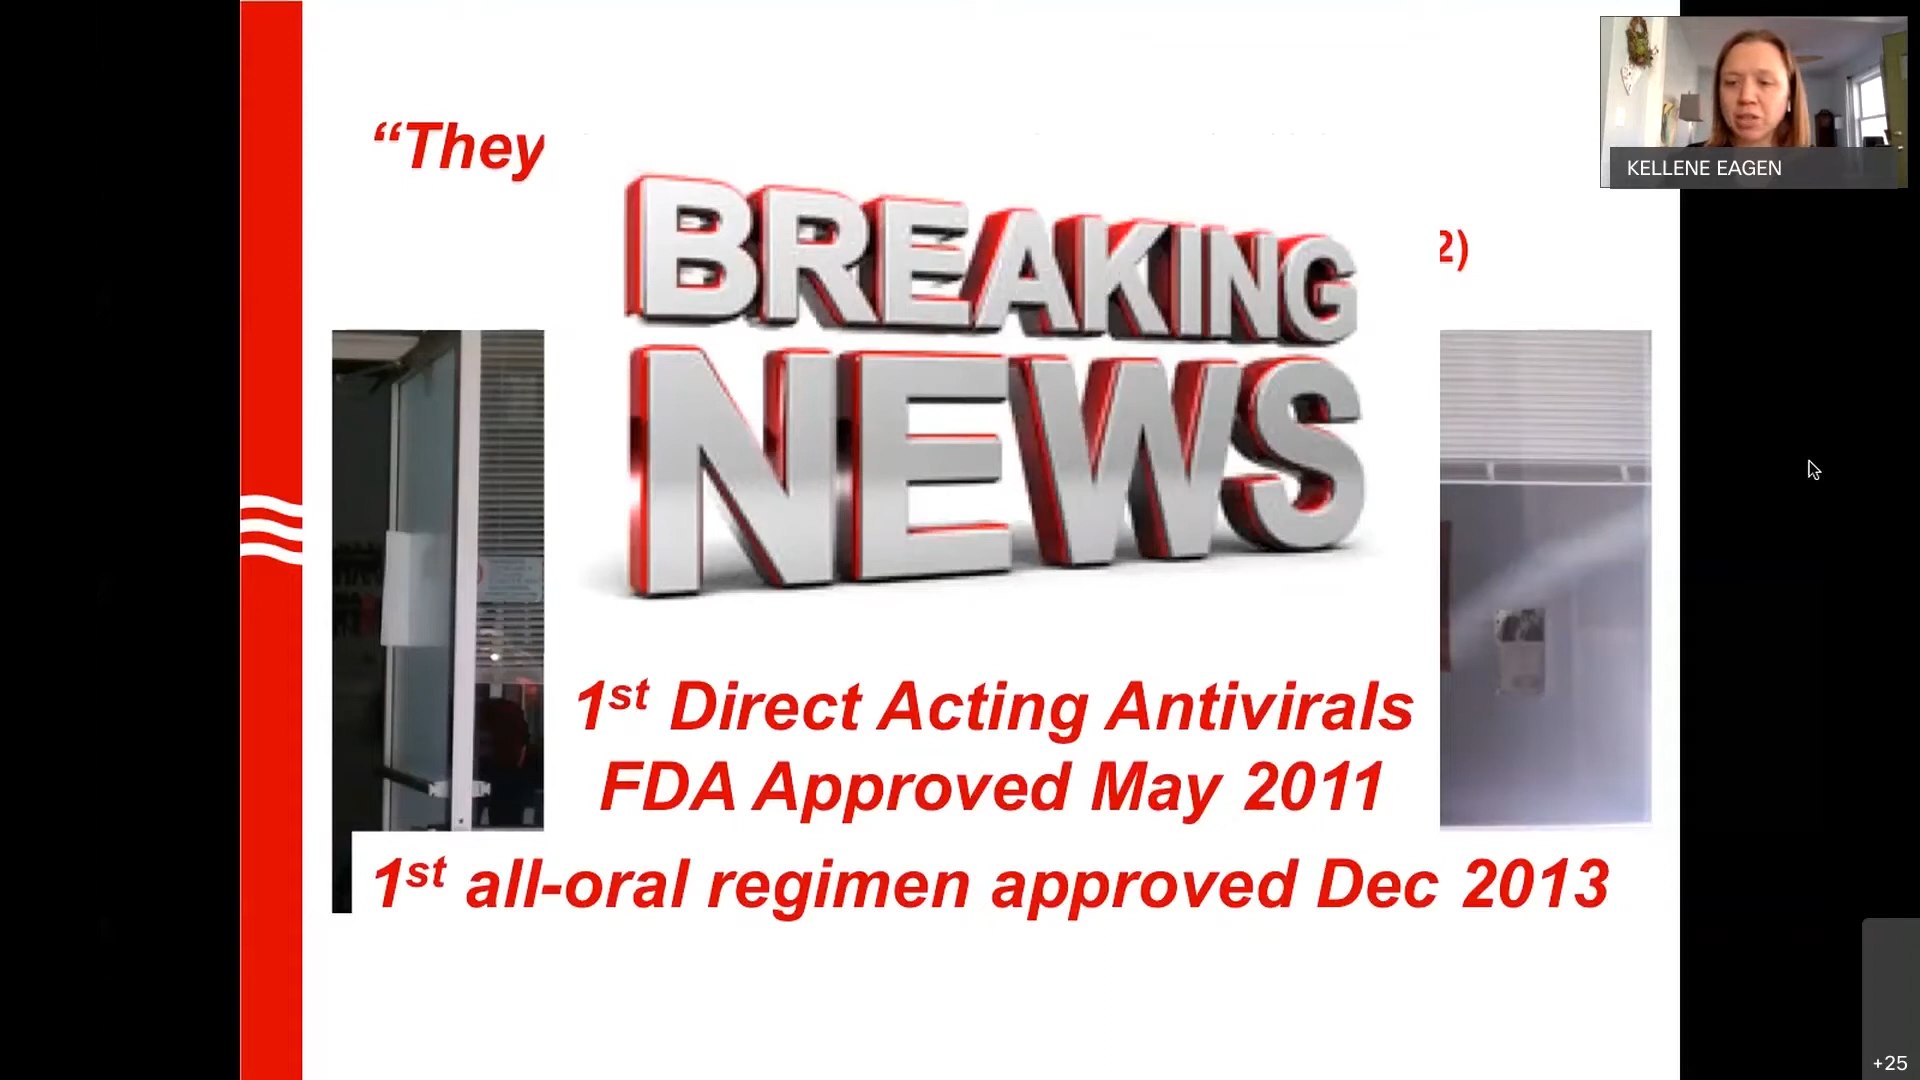 “They
2)
BREAKING
NEWS
1st Direct Acting Antivirals
FDA Approved May 2011
1st all-oral regimen approved Dec 2013
KELLENE EAGEN
+25